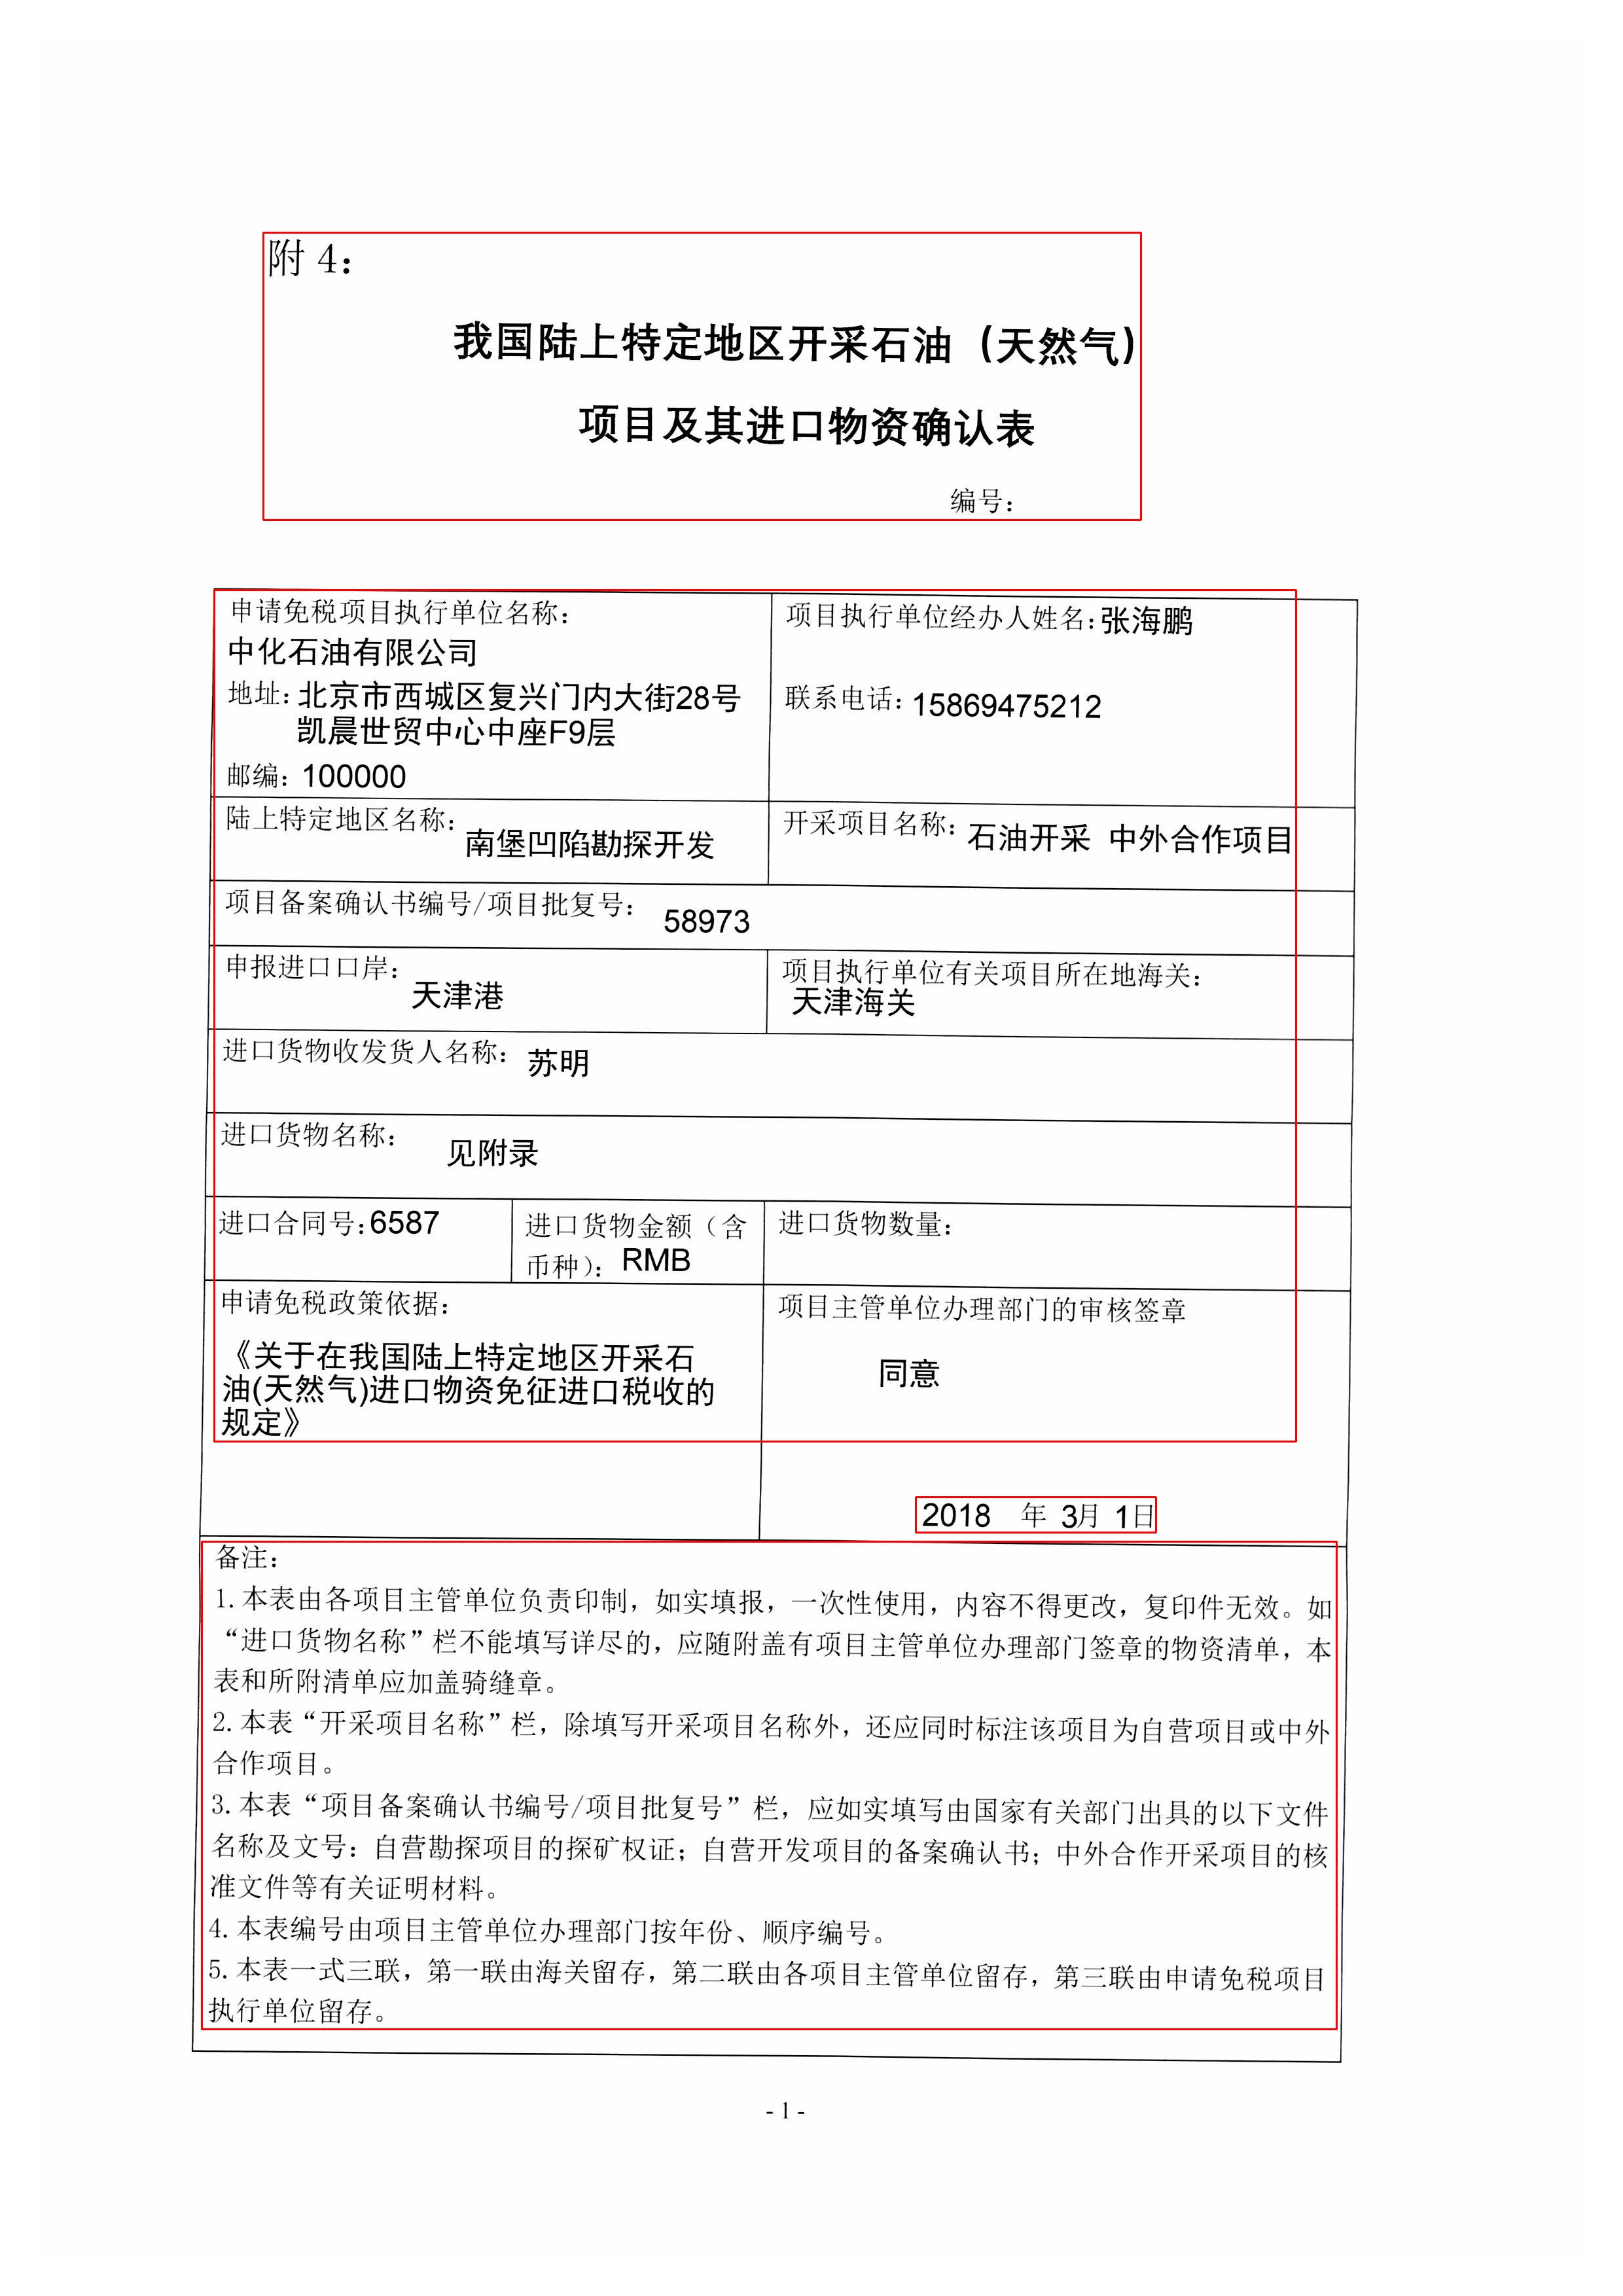 附 4：
我国陆上特定地区开采石油（天然气）
项目及其进口物资确认表
编号：
申请免税项目执行单位名称：
中化石油有限公司
地址：北京市西城区复兴门内大街28号
凯晨世贸中心中座F9层
邮编：100000
项目执行单位经办人姓名：张海鹏
联系电话：15869475212
陆上特定地区名称：南堡凹陷勘探开发
开采项目名称：石油开采 中外合作项目
项目备案确认书编号/项目批复号： 58973
申报进口口岸：天津港
项目执行单位有关项目所在地海关：
天津海关
进口货物收发货人名称：苏明
进口货物名称： 见附录
进口合同号：6587
进口货物金额（含
币种）：RMB
进口货物数量：
申请免税政策依据：
《关于在我国陆上特定地区开采石
油(天然气)进口物资免征进口税收的
规定》
项目主管单位办理部门的审核签章
同意
2018 年 3月 1日
备注：
1.本表由各项目主管单位负责印制，如实填报，一次性使用，内容不得更改，复印件无效。如
“进口货物名称”栏不能填写详尽的，应随附盖有项目主管单位办理部门签章的物资清单，本
表和所附清单应加盖骑缝章。
2.本表“开采项目名称”栏，除填写开采项目名称外，还应同时标注该项目为自营项目或中外
合作项目。
3.本表“项目备案确认书编号/项目批复号”栏，应如实填写由国家有关部门出具的以下文件
名称及文号：自营勘探项目的探矿权证；自营开发项目的备案确认书；中外合作开采项目的核
准文件等有关证明材料。
4.本表编号由项目主管单位办理部门按年份、顺序编号。
5.本表一式三联，第一联由海关留存，第二联由各项目主管单位留存，第三联由申请免税项目
执行单位留存。
- 1 -